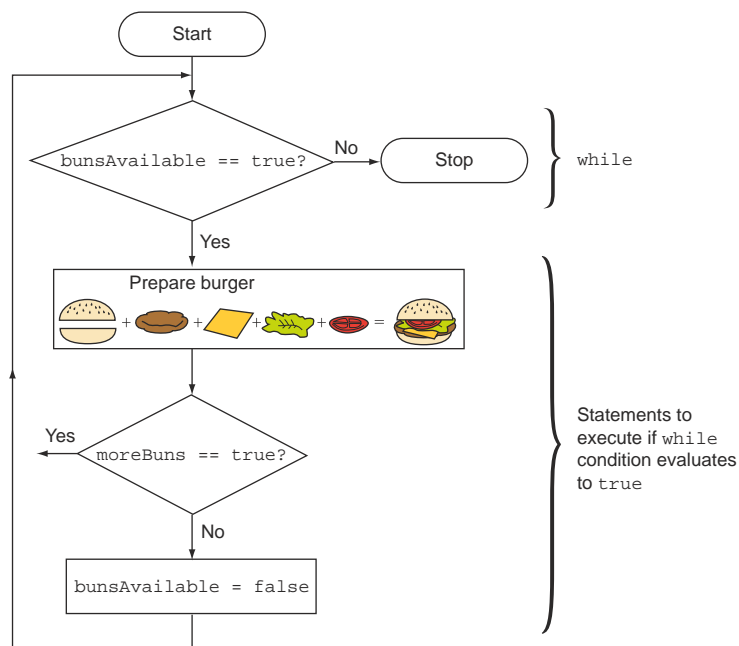 Start
bunsAvailable == true?
No
Stop
while
Yes
Prepare burger
+ + + + =
Yes
moreBuns == true?
No
bunsAvailable = false
Statements to
execute if while
condition evaluates
to true